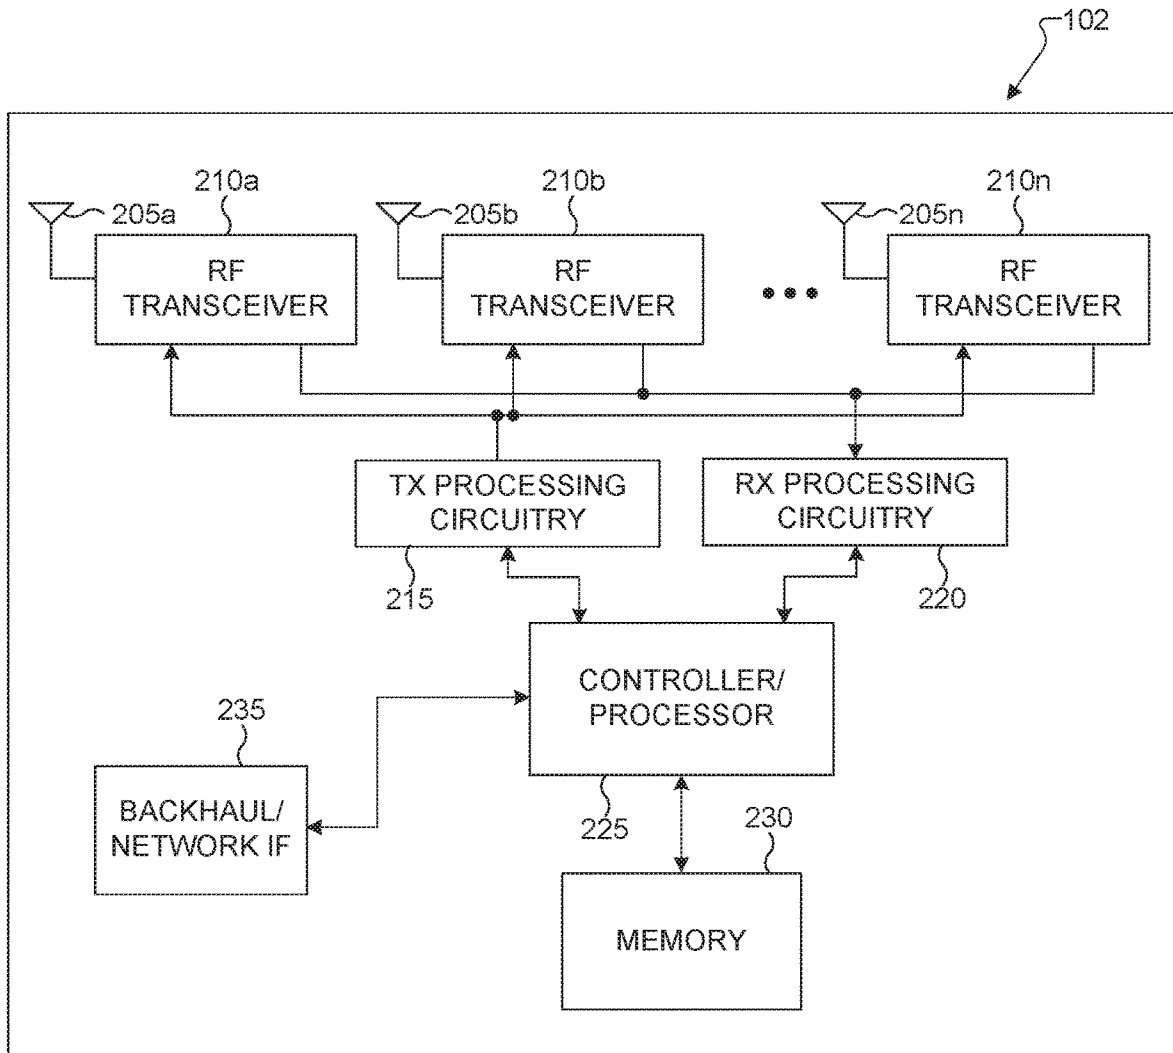 102
210a
210b
210n
205a
205b
205n
RF
TRANSCEIVER
RF
TRANSCEIVER
RF
TRANSCEIVER
TX PROCESSING
CIRCUITRY
RX PROCESSING
CIRCUITRY
215
220
CONTROLLER/
PROCESSOR
235
BACKHAUL/
NETWORK IF
225
230
MEMORY